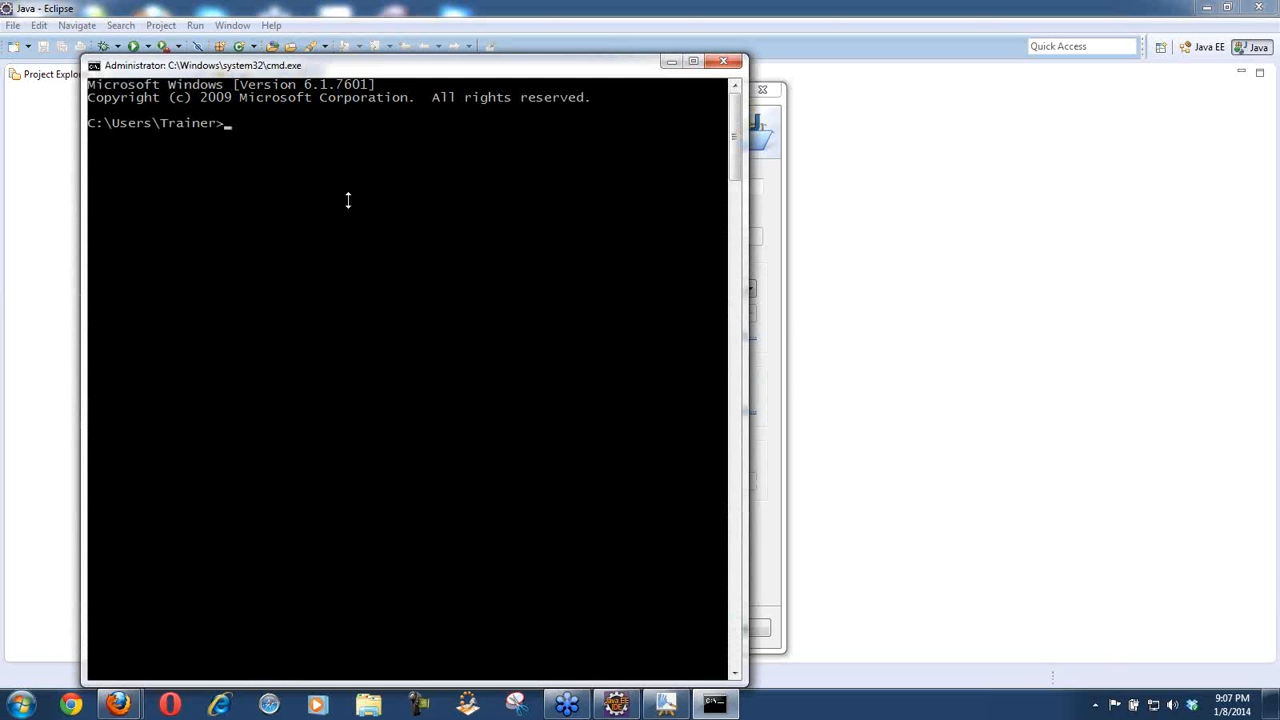 Java - Eclipse
File Edit Navigate Search Project Run Window Help
Quick Access
Java EE
Java
Project Explo
Administrator: C:\Windows\system32\cmd.exe
Microsoft Windows [Version 6.1.7601]
Copyright (c) 2009 Microsoft Corporation. All rights reserved.
C:\Users\Trainer>_
9:07 PM
1/8/2014